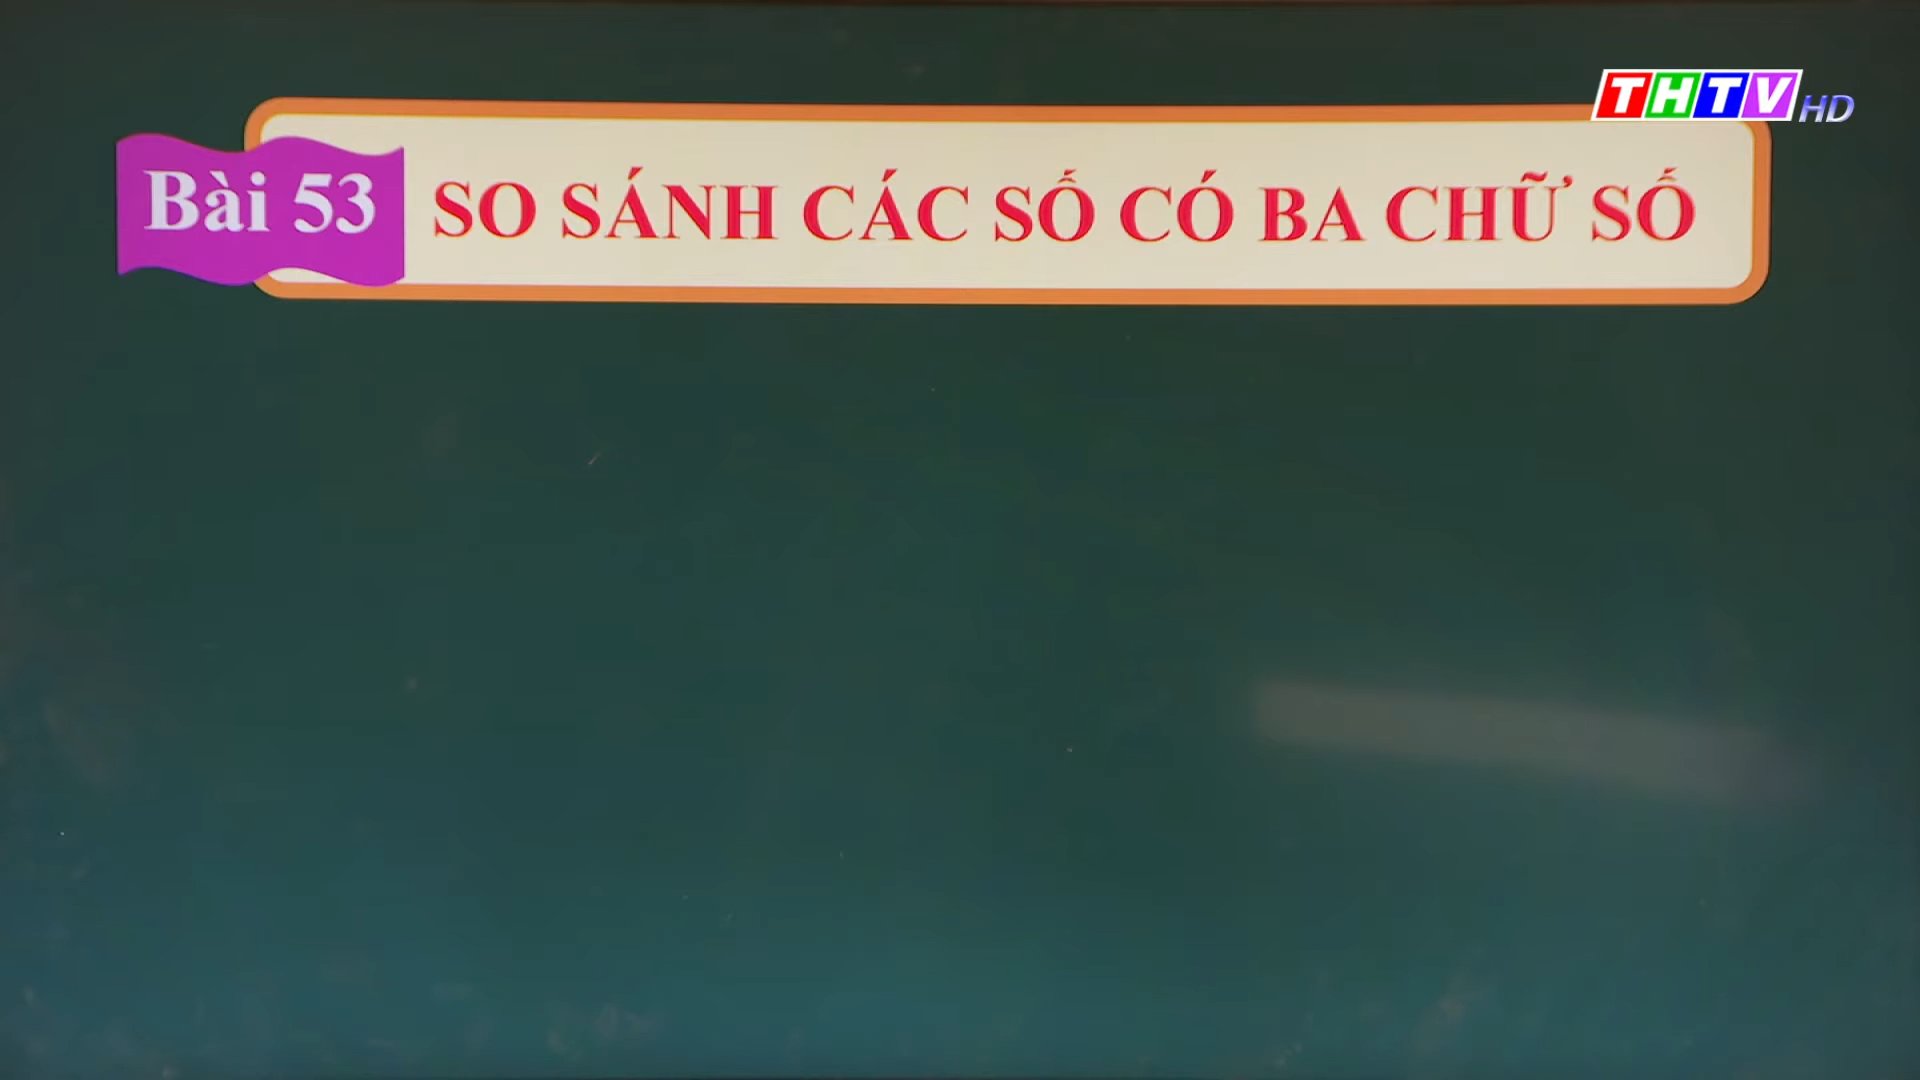 THTV HD
Bài 53 SO SÁNH CÁC SỐ CÓ BA CHỮ SỐ